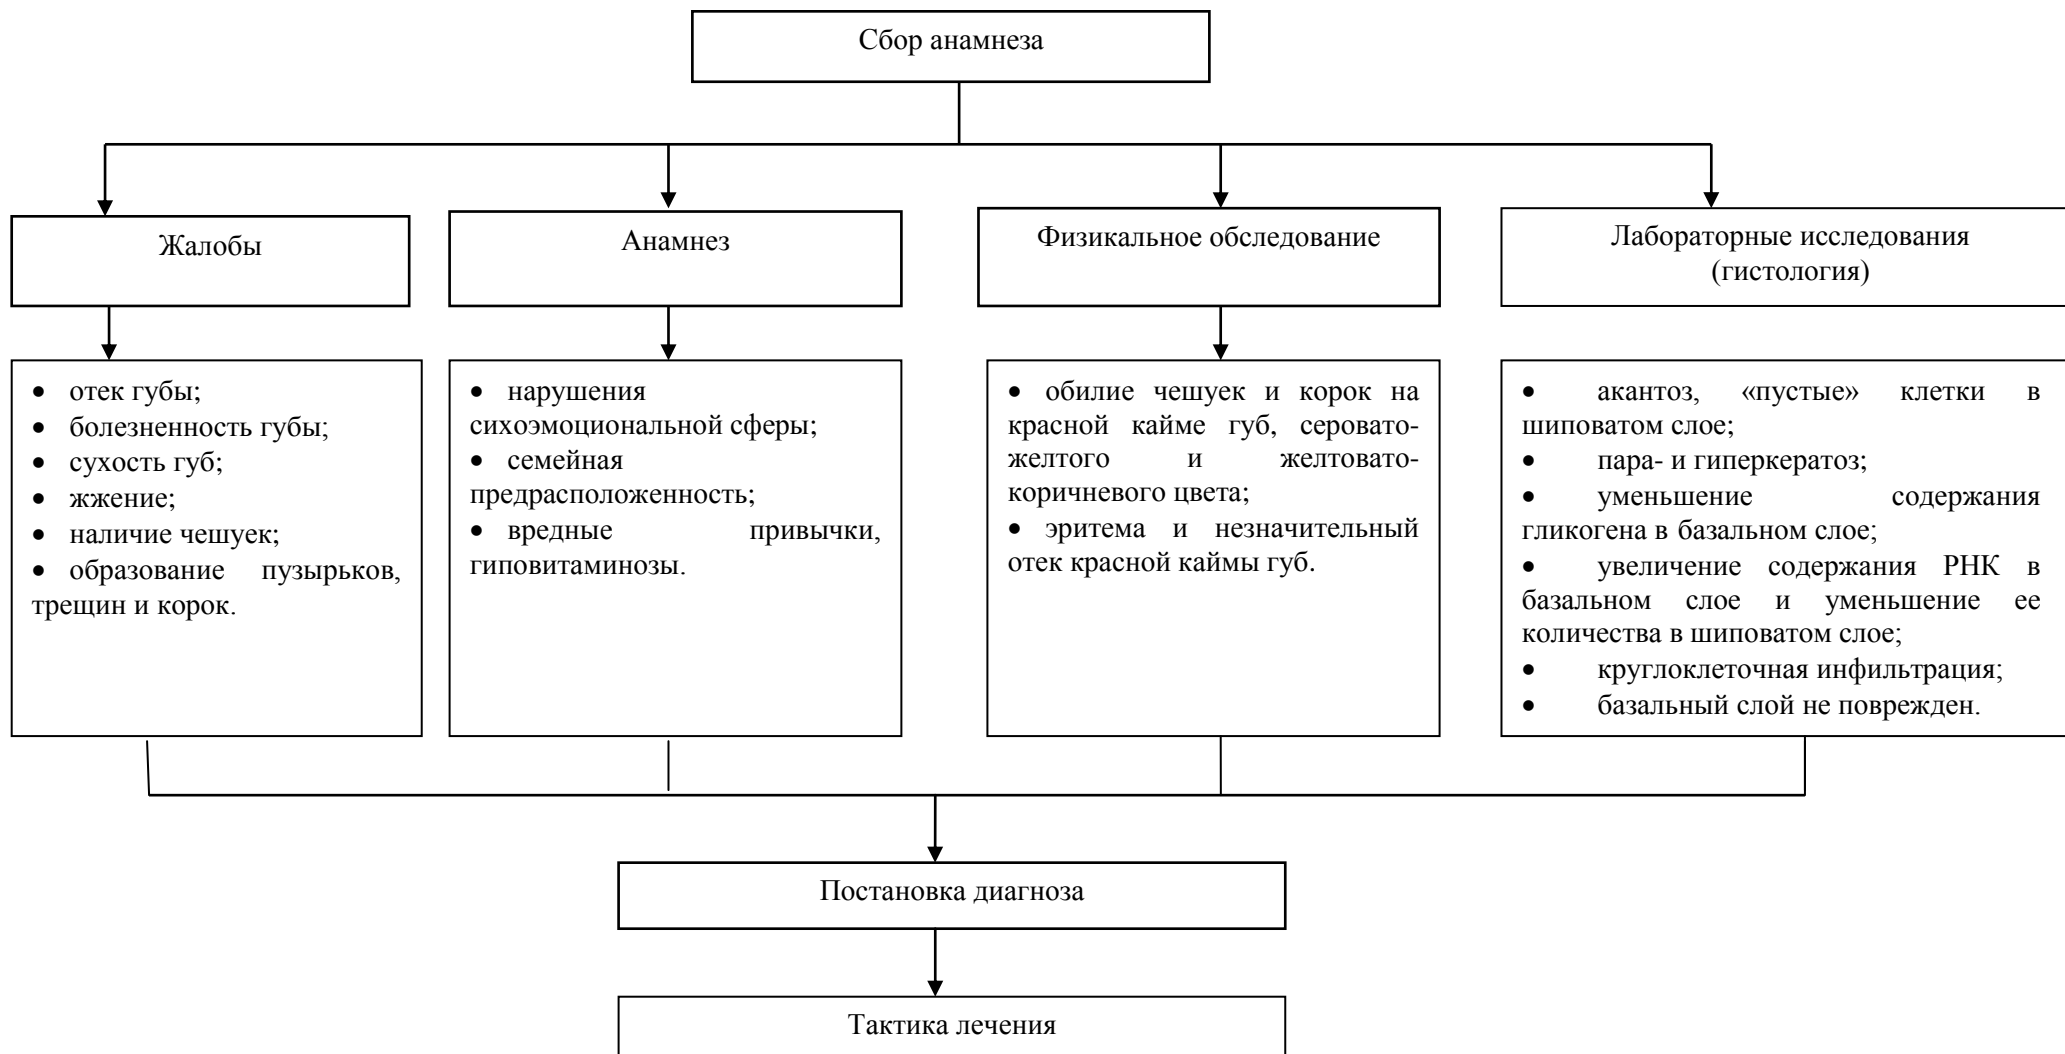 Сбор анамнеза
Жалобы
Анамнез
Физикальное обследование
Лабораторные исследования
(гистология)
• отек губы;
• болезненность губы;
• сухость губ;
• жжение;
• наличие чешуек;
• образование пузырьков,
трещин и корок.
• нарушения
сихоэмоциональной сферы;
• семейная
предрасположенность;
• вредные привычки,
гиповитаминозы.
• обилие чешуек и корок на
красной кайме губ, серовато-
желтого и желтовато-
коричневого цвета;
• эритема и незначительный
отек красной каймы губ.
• акантоз, «пустые» клетки в
шиповатом слое;
• пара- и гиперкератоз;
• уменьшение содержания
гликогена в базальном слое;
• увеличение содержания РНК в
базальном слое и уменьшение ее
количества в шиповатом слое;
• круглоклеточная инфильтрация;
• базальный слой не поврежден.
Постановка диагноза
Тактика лечения